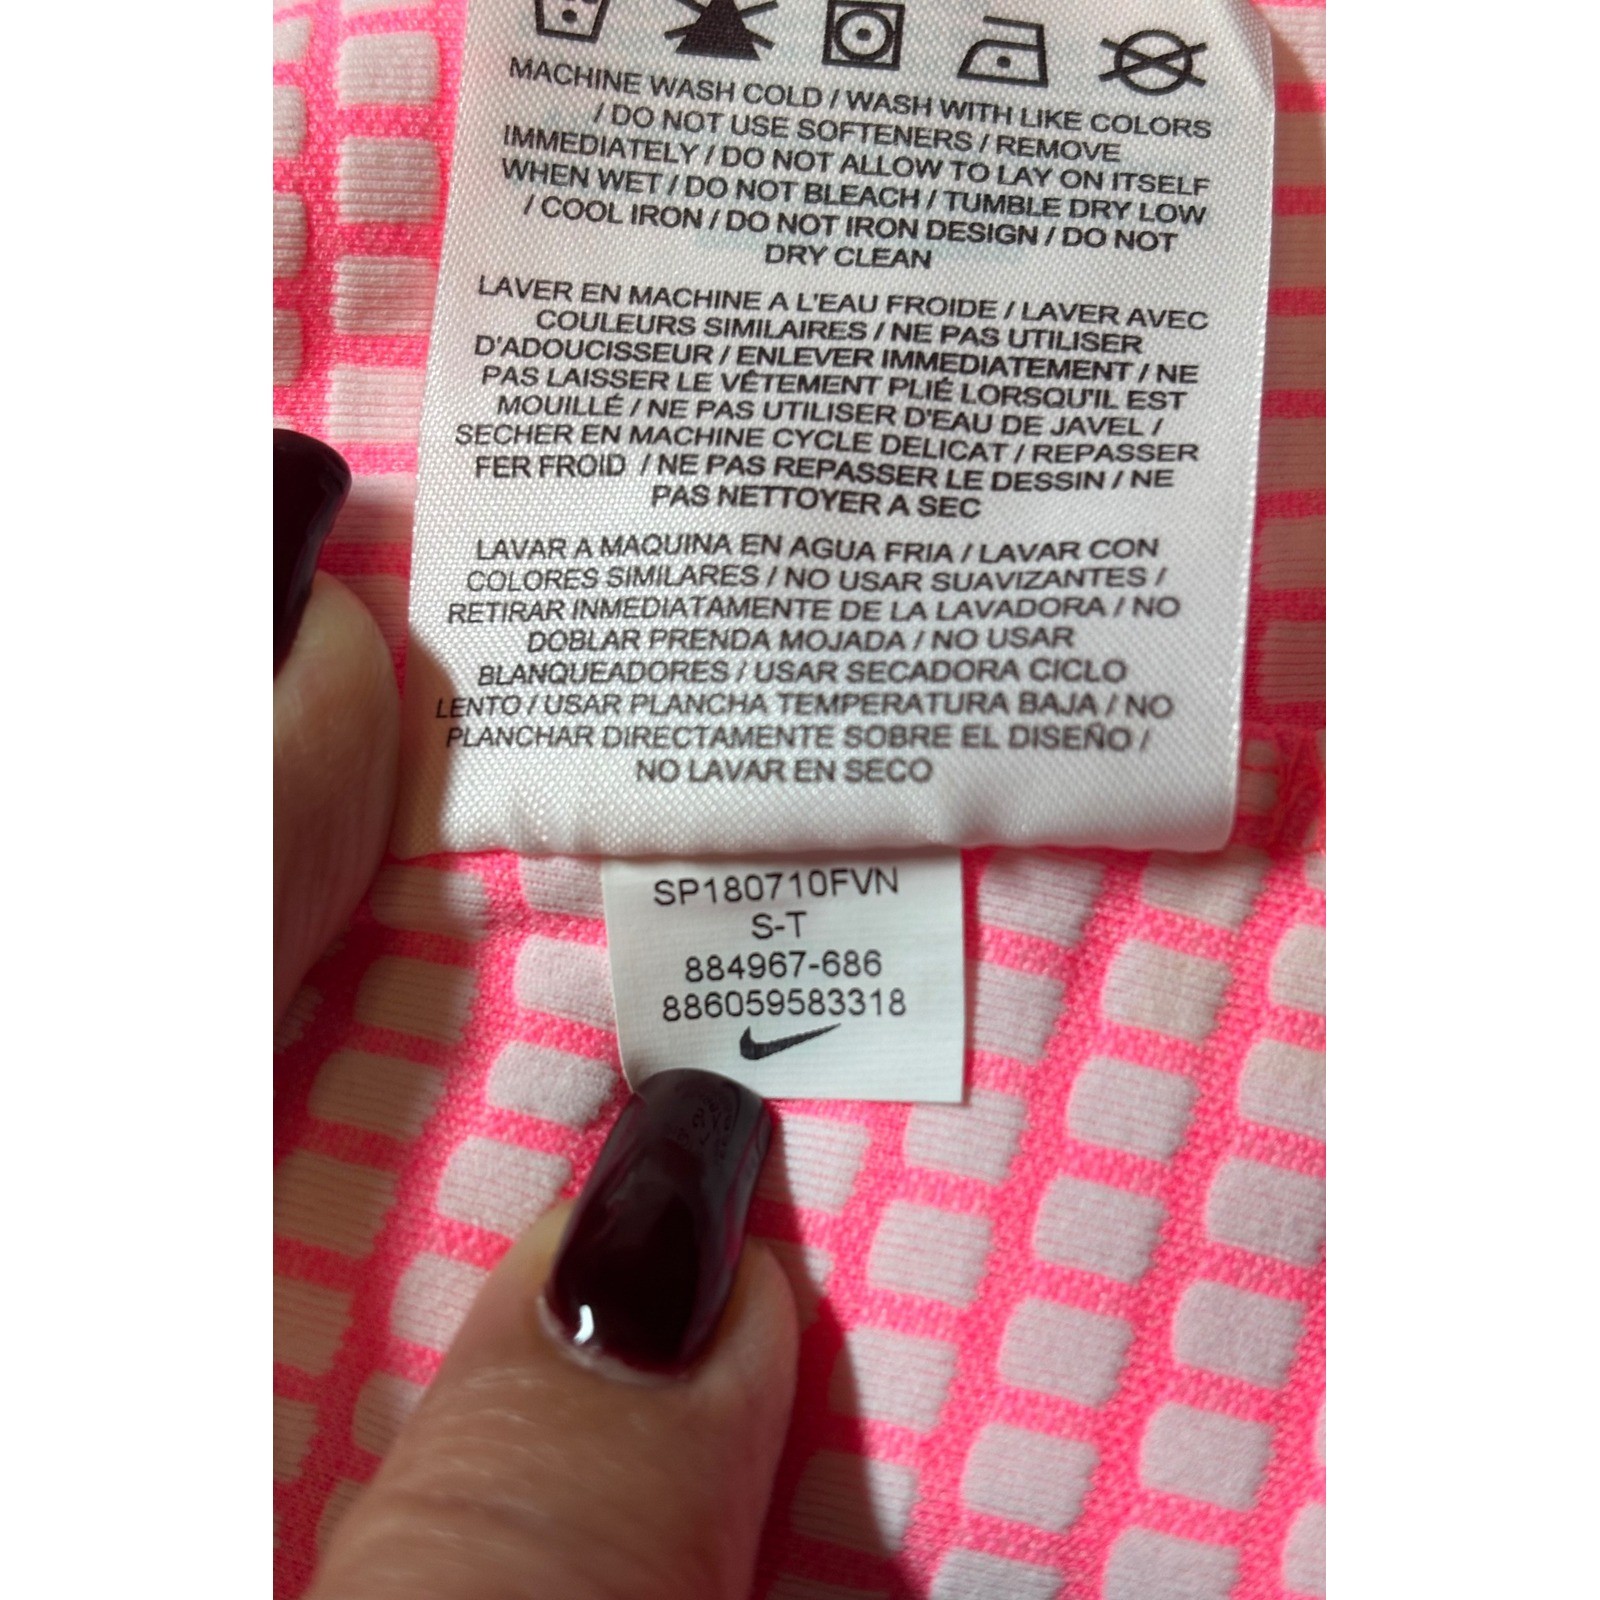 MACHINE WASH COLD / WASH WITH LIKE COLORS
/ DO NOT USE SOFTENERS / REMOVE
IMMEDIATELY / DO NOT ALLOW TO LAY ON ITSELF
WHEN WET / DO NOT BLEACH / TUMBLE DRY LOW
/ COOL IRON / DO NOT IRON DESIGN / DO NOT
DRY CLEAN
LAVER EN MACHINE A L'EAU FROIDE / LAVER AVEC
COULEURS SIMILAIRES / NE PAS UTILISER
D'ADOUCISSEUR / ENLEVER IMMEDIATEMENT / NE
PAS LAISSER LE VÊTEMENT PLIÉ LORSQU'IL EST
MOUILLÉ / NE PAS UTILISER D'EAU DE JAVEL /
SECHER EN MACHINE CYCLE DELICAT / REPASSER
FER FROID / NE PAS REPASSER LE DESSIN / NE
PAS NETTOYER A SEC
LAVAR A MAQUINA EN AGUA FRIA / LAVAR CON
COLORES SIMILARES / NO USAR SUAVIZANTES /
RETIRAR INMEDIATAMENTE DE LA LAVADORA / NO
DOBLAR PRENDA MOJADA / NO USAR
BLANQUEADORES / USAR SECADORA CICLO
LENTO / USAR PLANCHA TEMPERATURA BAJA / NO
PLANCHAR DIRECTAMENTE SOBRE EL DISEÑO /
NO LAVAR EN SECO
SP180710FVN
S-T
884967-686
886059583318